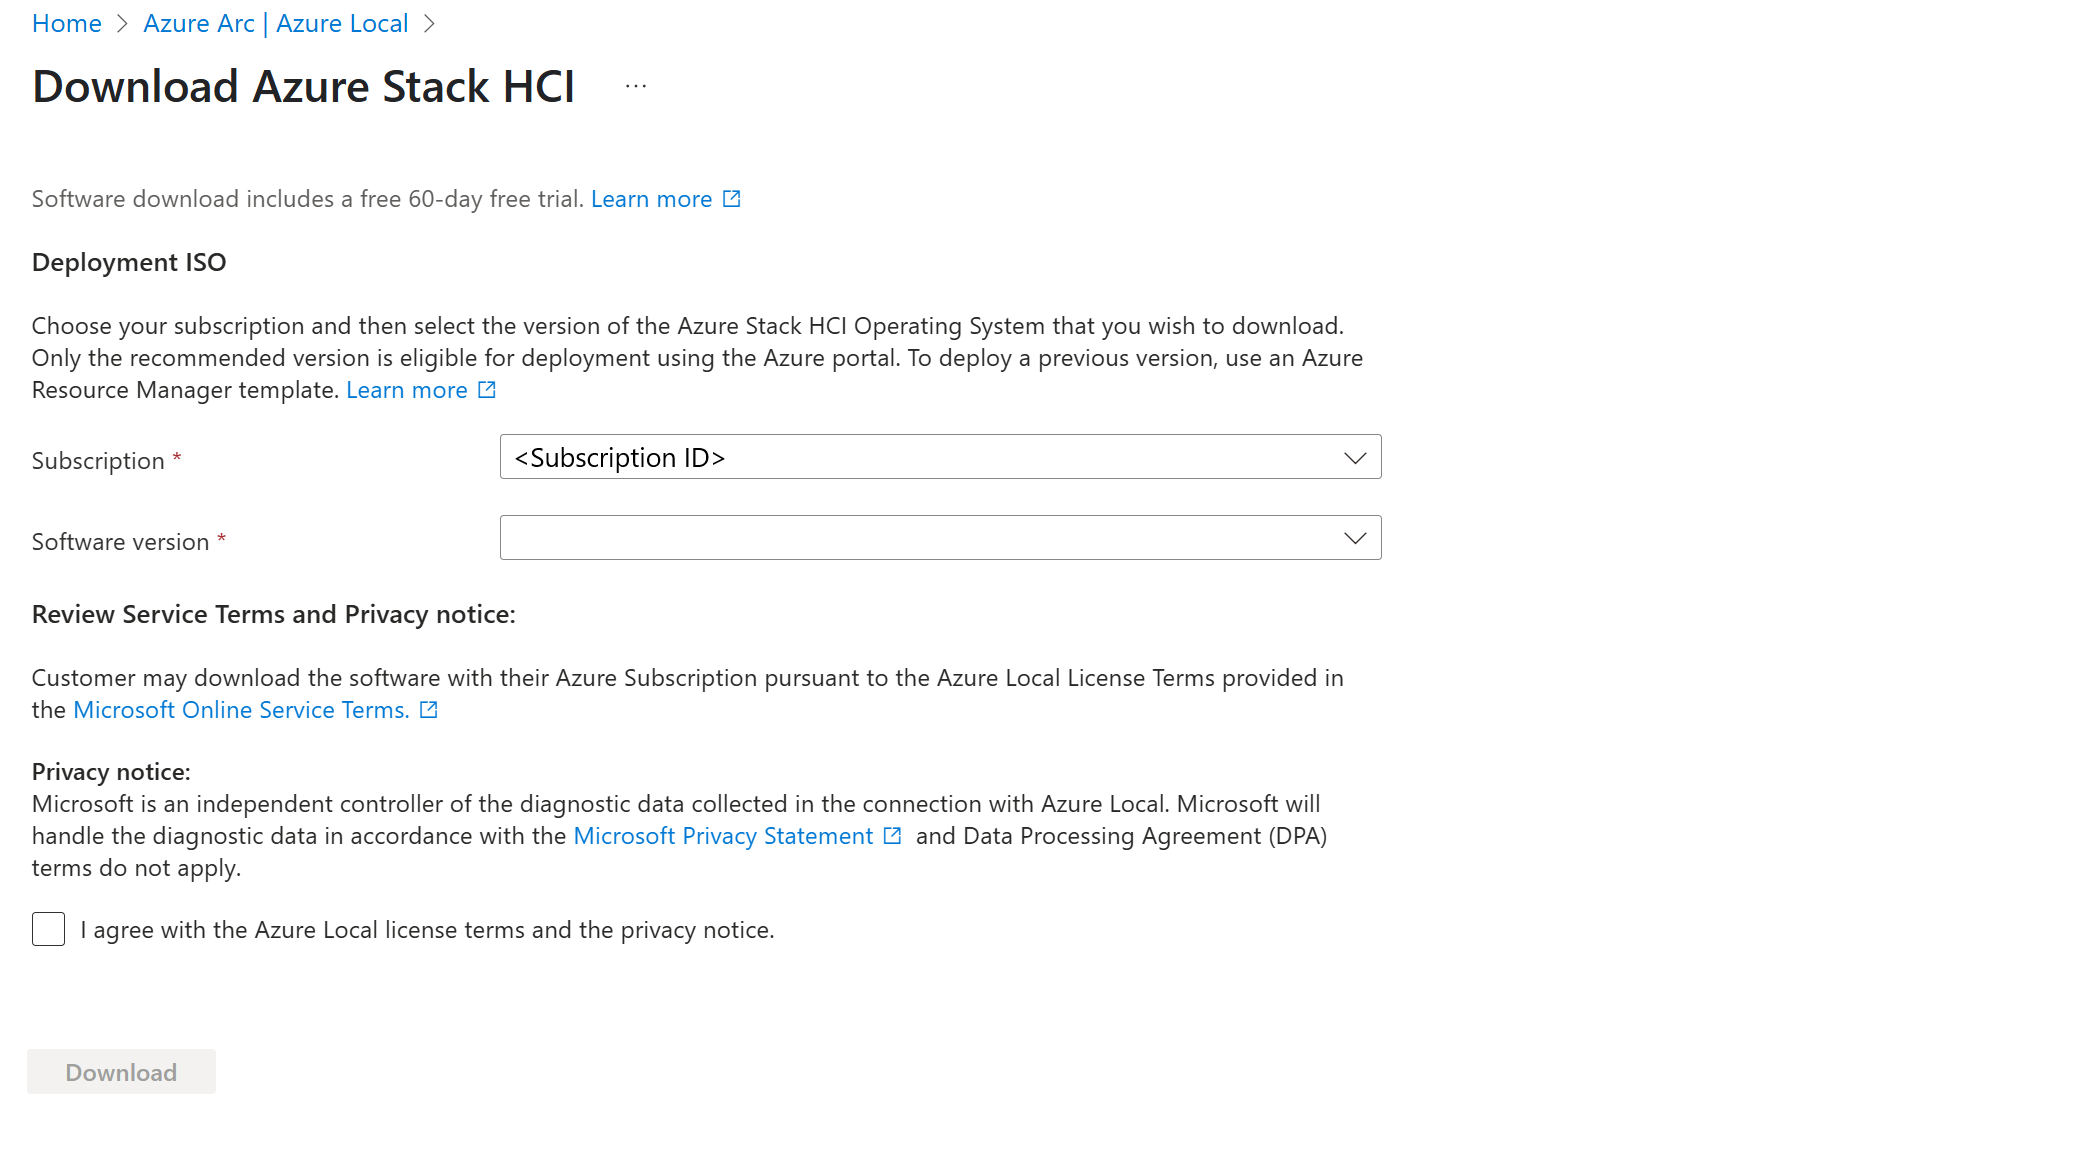 Home > Azure Arc | Azure Local >
Download Azure Stack HCI ...
Software download includes a free 60-day free trial. Learn more
Deployment ISO
Choose your subscription and then select the version of the Azure Stack HCI Operating System that you wish to download.
Only the recommended version is eligible for deployment using the Azure portal. To deploy a previous version, use an Azure
Resource Manager template. Learn more
Subscription * <Subscription ID>
Software version *
Review Service Terms and Privacy notice:
Customer may download the software with their Azure Subscription pursuant to the Azure Local License Terms provided in
the Microsoft Online Service Terms.
Privacy notice:
Microsoft is an independent controller of the diagnostic data collected in the connection with Azure Local. Microsoft will
handle the diagnostic data in accordance with the Microsoft Privacy Statement and Data Processing Agreement (DPA)
terms do not apply.
I agree with the Azure Local license terms and the privacy notice.
Download